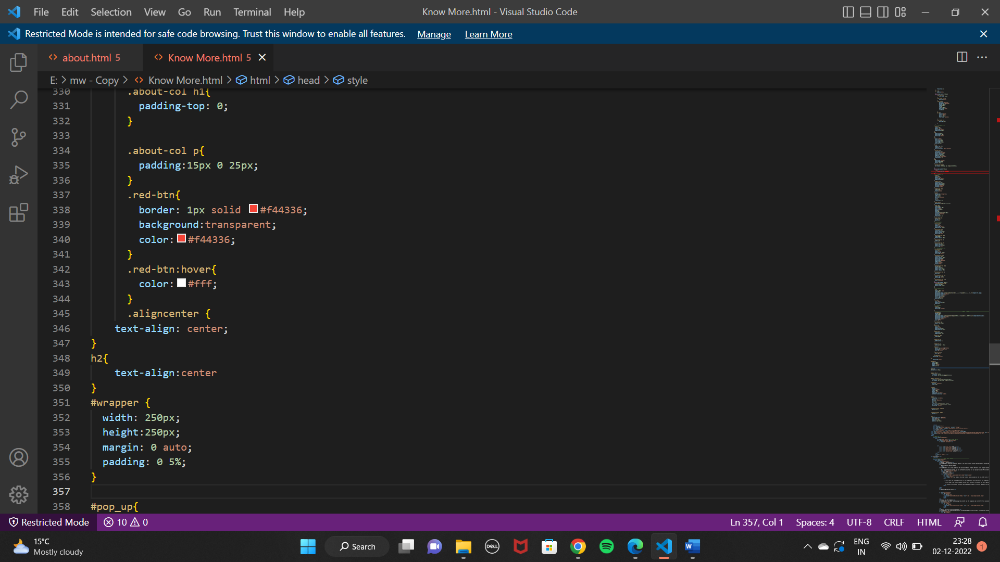 File Edit Selection View Go Run Terminal Help Know More.html - Visual Studio Code
Restricted Mode is intended for safe code browsing. Trust this window to enable all features. Manage Learn More
about.html 5 Know More.html 5
E: > mw - Copy > Know More.html > html > head > style
330 .about-col h1{
331 padding-top: 0;
332 }
333
334 .about-col p{
335 padding:15px 0 25px;
336 }
337 .red-btn{
338 border: 1px solid #f44336;
339 background:transparent;
340 color: #f44336;
341 }
342 .red-btn:hover{
343 color: #fff;
344 }
345 .aligncenter {
346 text-align: center;
347 }
348 h2{
349 text-align:center
350 }
351 #wrapper {
352 width: 250px;
353 height:250px;
354 margin: 0 auto;
355 padding: 0 5%;
356 }
357
358 #pop_up{
Restricted Mode 10 0 Ln 357, Col 1 Spaces: 4 UTF-8 CRLF HTML
15°C
Mostly cloudy
Search
DELL
W
ENG
IN
23:28
02-12-2022
1